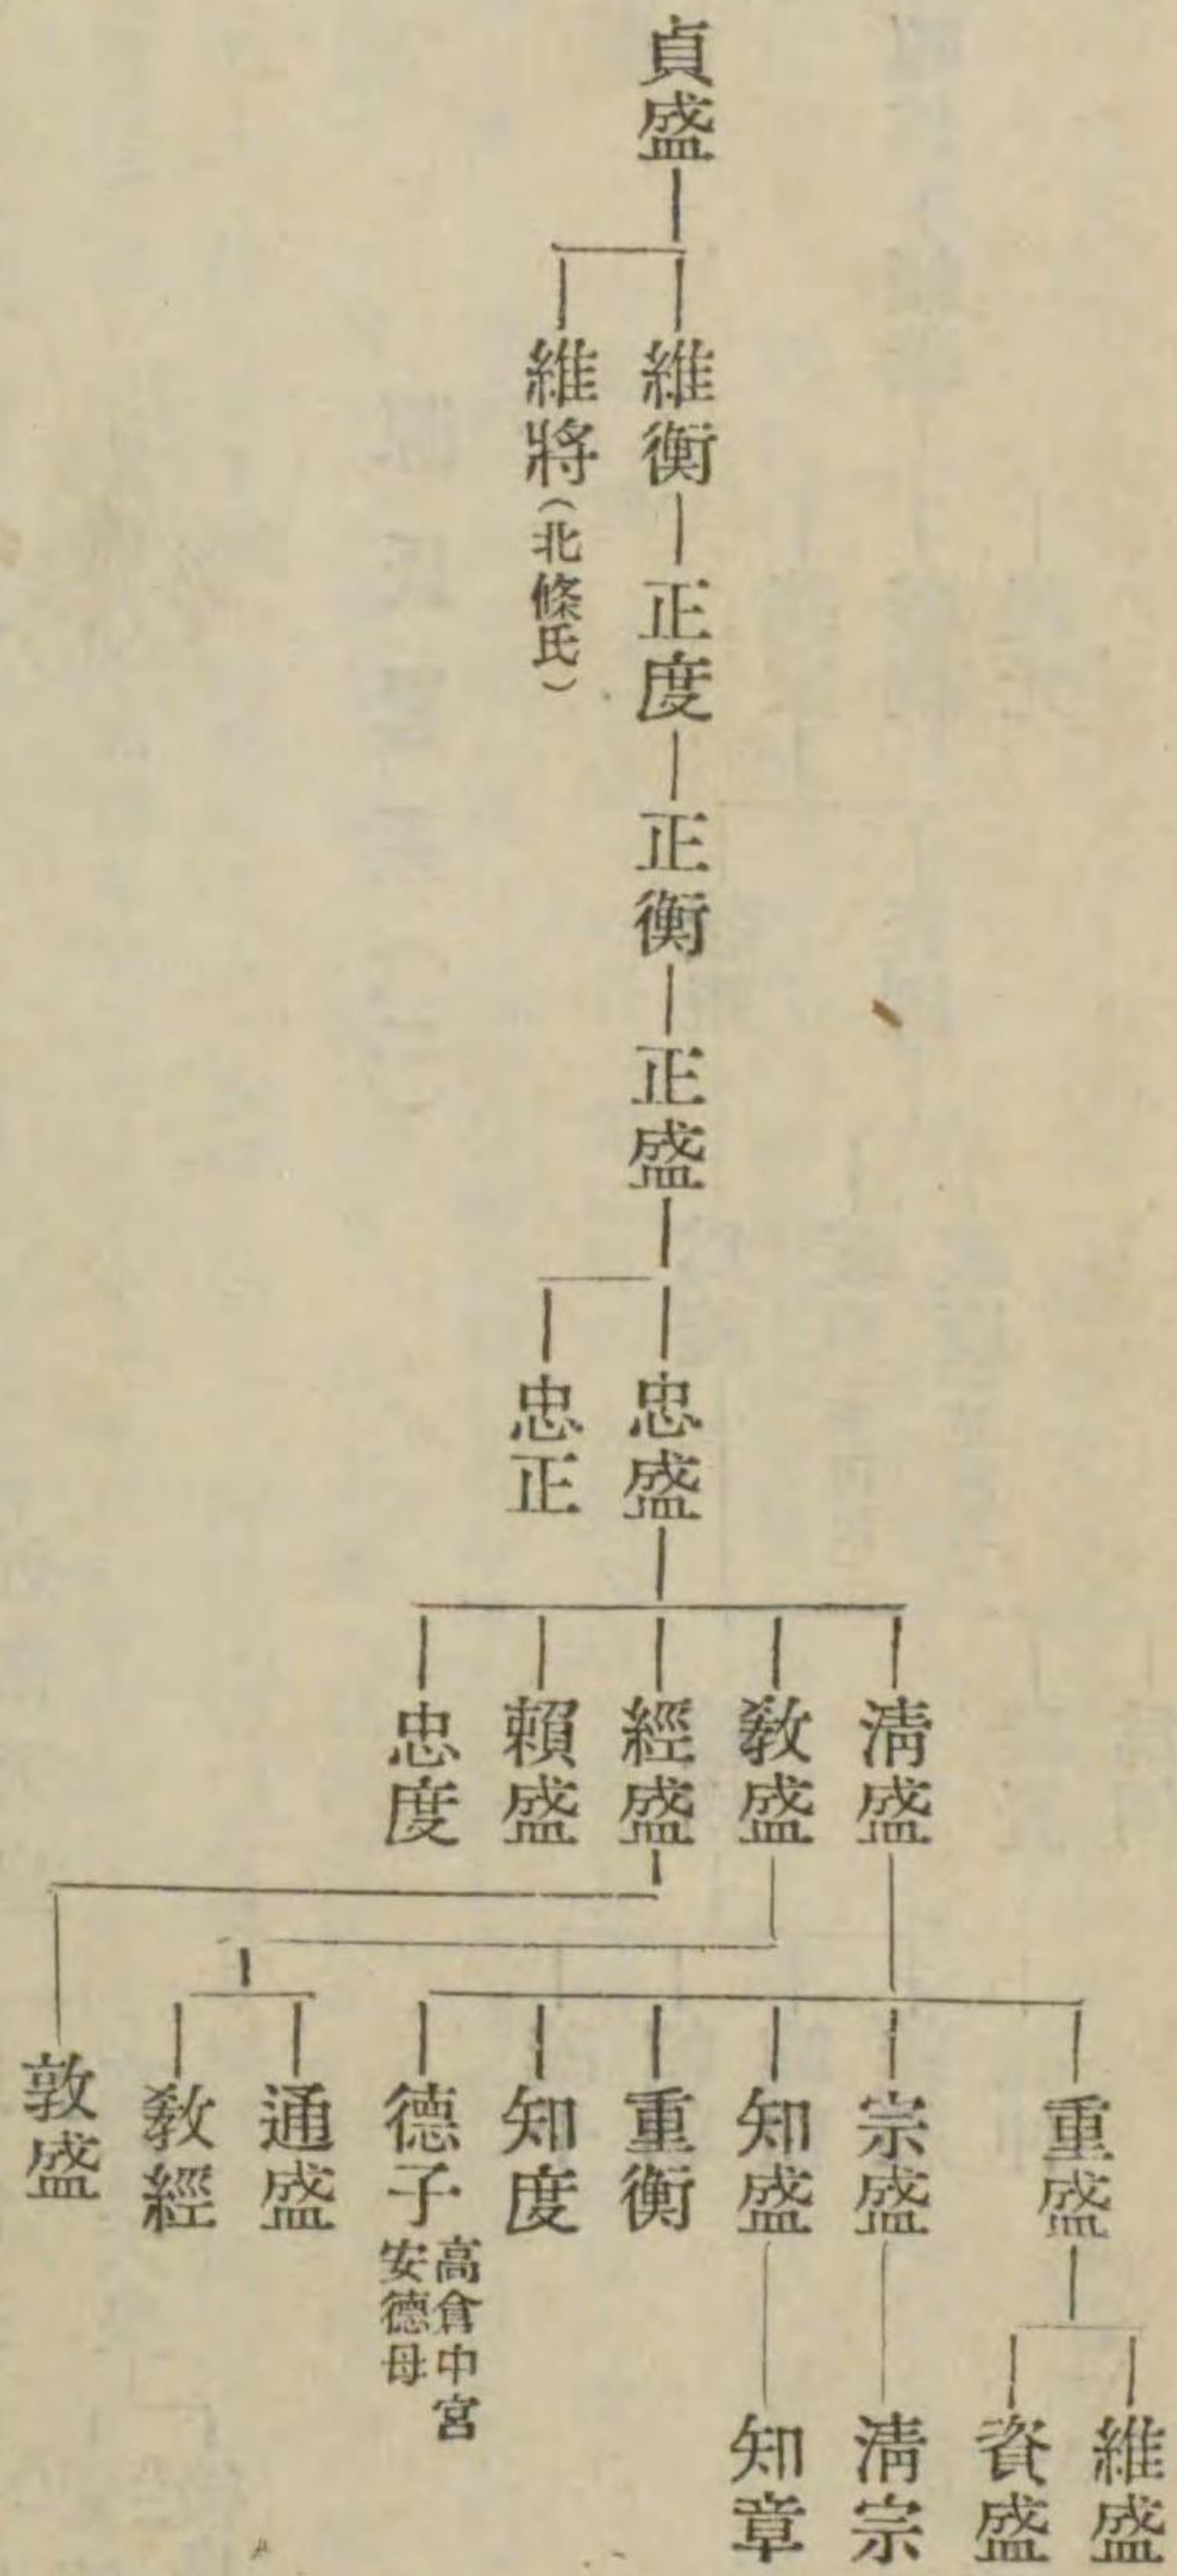 貞盛
維衡
正度
正衡
正盛
維將（北條氏）
忠盛
忠正
淸盛
敎盛
經盛
賴盛
忠度
重盛
維盛
資盛
宗盛
淸宗
知盛
知章
重衡
知度
德子
高倉中宮
安德母
通盛
敎經
敦盛